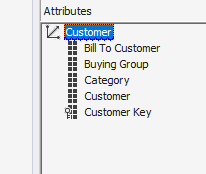 Attributes
Customer
Bill To Customer
Buying Group
Category
Customer
Customer Key